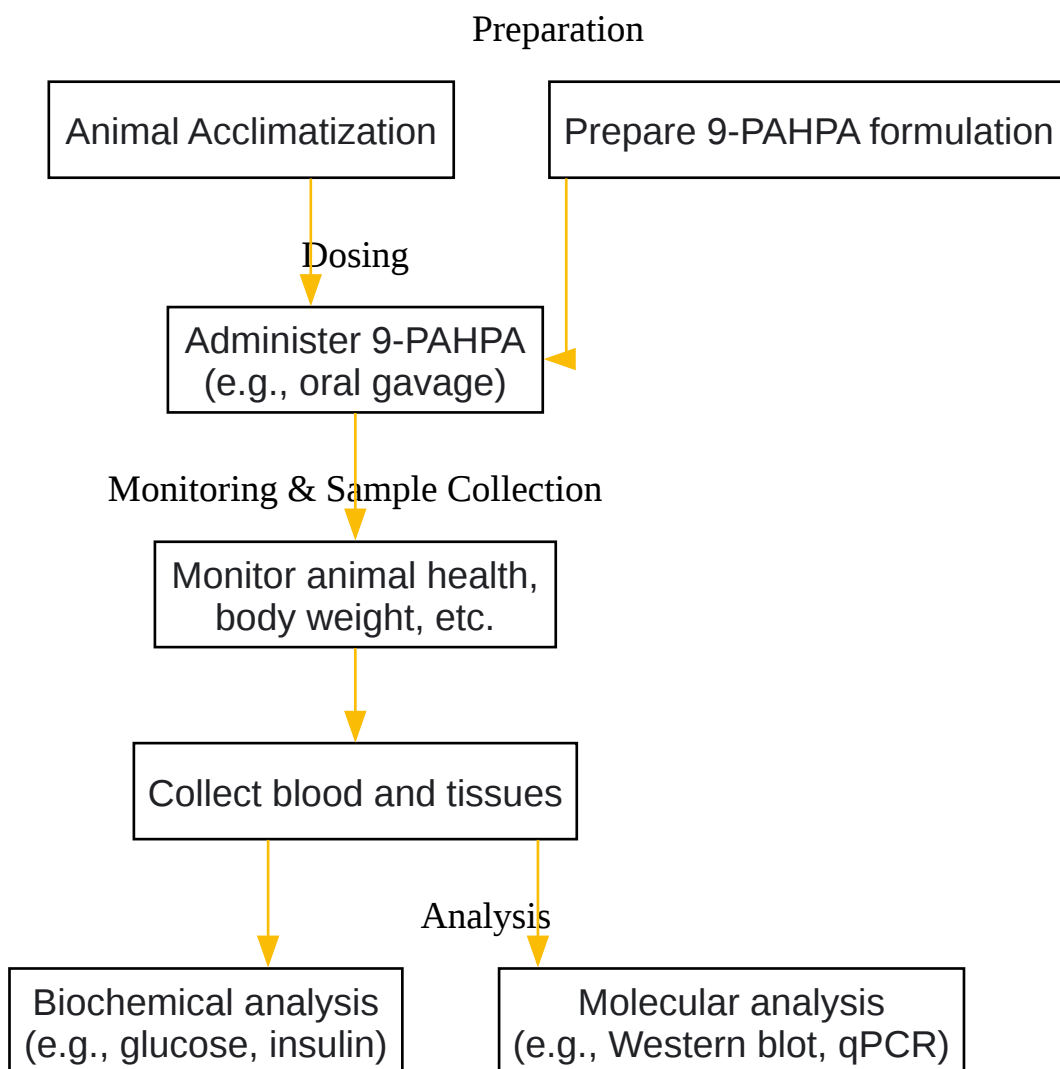 Preparation
Animal Acclimatization
Prepare 9-PAHPA formulation
Dosing
Administer 9-PAHPA
(e.g., oral gavage)
Monitoring & Sample Collection
Monitor animal health,
body weight, etc.
Collect blood and tissues
Analysis
Biochemical analysis
(e.g., glucose, insulin)
Molecular analysis
(e.g., Western blot, qPCR)